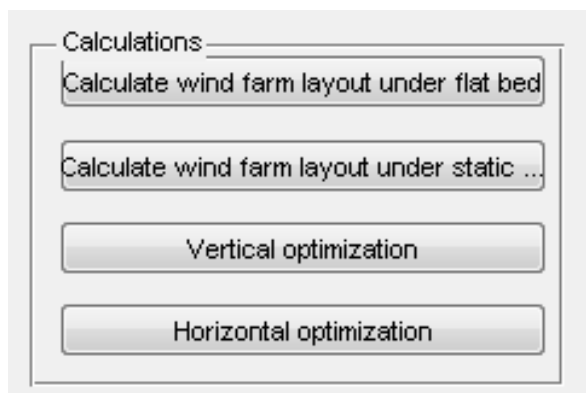 Calculations
Calculate wind farm layout under flat bed
Calculate wind farm layout under static ...
Vertical optimization
Horizontal optimization